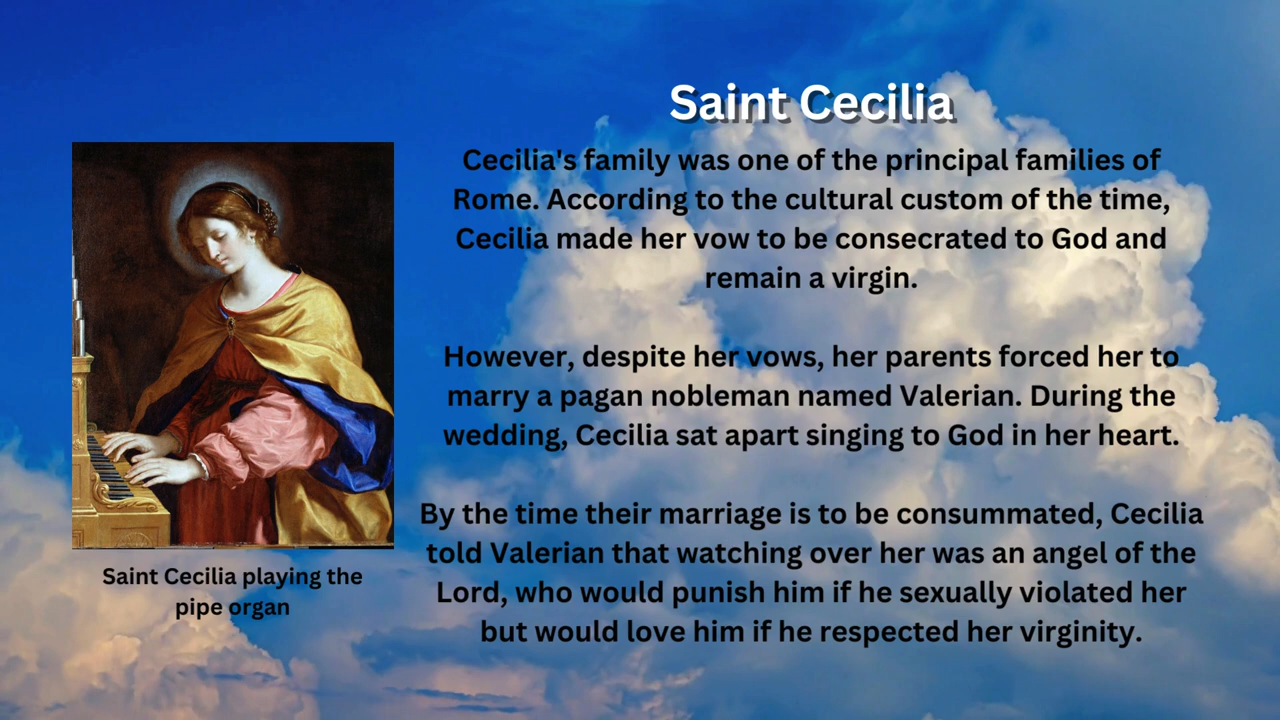 Saint Cecilia
Cecilia's family was one of the principal families of
Rome. According to the cultural custom of the time,
Cecilia made her vow to be consecrated to God and
remain a virgin.
However, despite her vows, her parents forced her to
marry a pagan nobleman named Valerian. During the
wedding, Cecilia sat apart singing to God in her heart.
By the time their marriage is to be consummated, Cecilia
told Valerian that watching over her was an angel of the
Lord, who would punish him if he sexually violated her
but would love him if he respected her virginity.
Saint Cecilia playing the
pipe organ